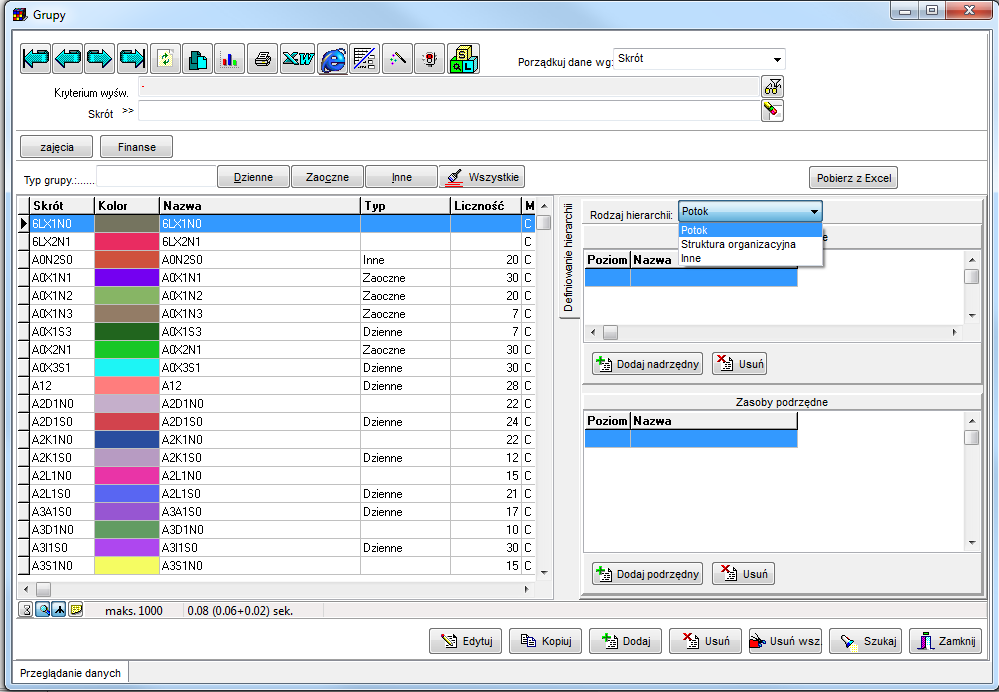 Grupy
Porządkuj dane wg: Skrót
Kryterium wyśw.
Skrót >>
zajęcia Finanse
Typ grupy.:...... Dzienne Zaoczne Inne Wszystkie Pobierz z Excel
Skrót Kolor Nazwa Typ Liczność M
6LX1N0 6LX1N0 C
6LX2N1 6LX2N1 C
A0N2S0 A0N2S0 Inne 20 C
A0X1N1 A0X1N1 Zaoczne 30 C
A0X1N2 A0X1N2 Zaoczne 20 C
A0X1N3 A0X1N3 Zaoczne 7 C
A0X1S3 A0X1S3 Dzienne 7 C
A0X2N1 A0X2N1 Zaoczne 30 C
A0X3S1 A0X3S1 Dzienne 30 C
A12 A12 Dzienne 28 C
A2D1N0 A2D1N0 22 C
A2D1S0 A2D1S0 Dzienne 24 C
A2K1N0 A2K1N0 22 C
A2K1S0 A2K1S0 Dzienne 12 C
A2L1N0 A2L1N0 15 C
A2L1S0 A2L1S0 Dzienne 21 C
A3A1S0 A3A1S0 Dzienne 17 C
A3D1N0 A3D1N0 10 C
A3I1S0 A3I1S0 Dzienne 30 C
A3S1N0 A3S1N0 15 C
Definiowanie hierarchii
Rodzaj hierarchii: Potok
Potok
Struktura organizacyjna
Inne
Poziom Nazwa
Dodaj nadrzędny Usuń
Zasoby podrzędne
Poziom Nazwa
Dodaj podrzędny Usuń
maks. 1000 0.08 (0.06+0.02) sek.
Edytuj Kopiuj Dodaj Usuń Usuń wsz Szukaj Zamknij
Przeglądanie danych